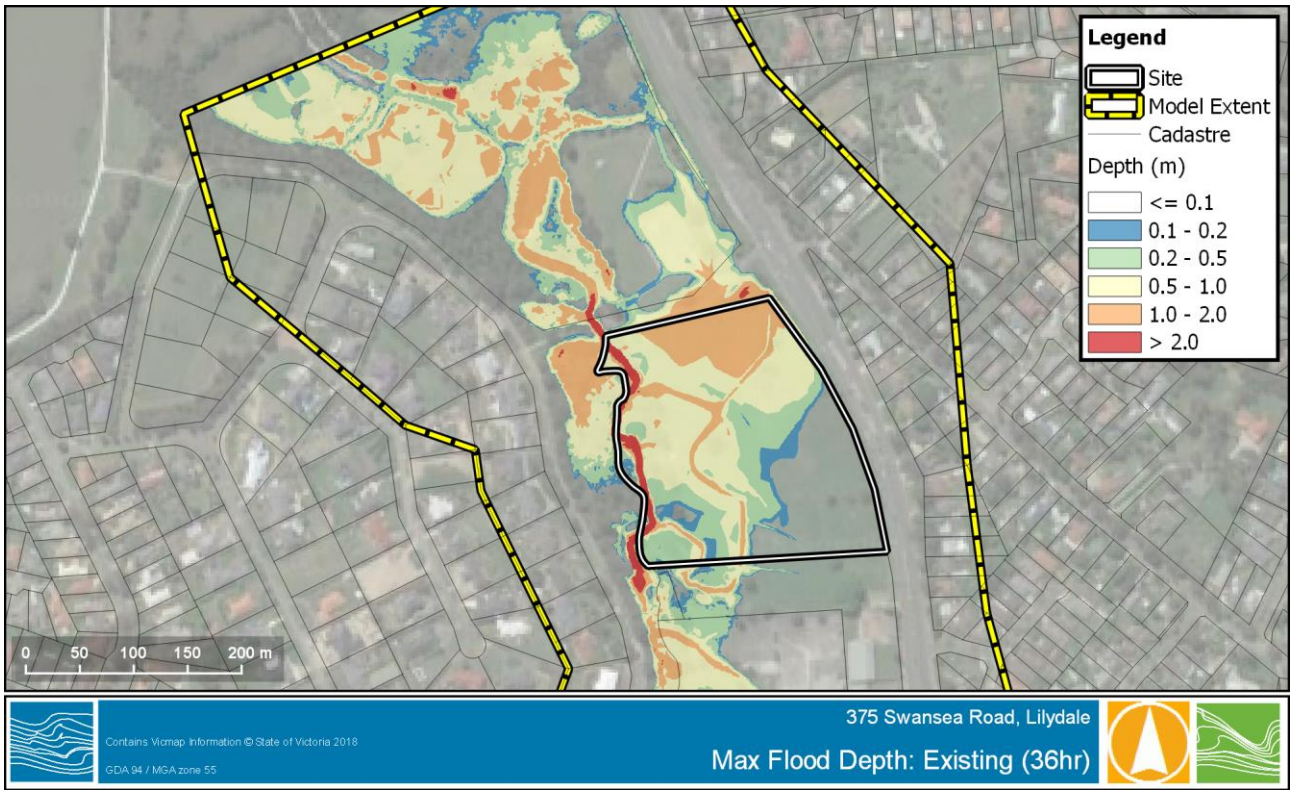 Legend
Site
Model Extent
Cadastre
Depth (m)
<= 0.1
0.1 - 0.2
0.2 - 0.5
0.5 - 1.0
1.0 - 2.0
> 2.0
0 50 100 150 200 m
375 Swansea Road, Lilydale
Contains Vicmap Information © State of Victoria 2018
Max Flood Depth: Existing (36hr)
GDA 94 / MGA zone 55